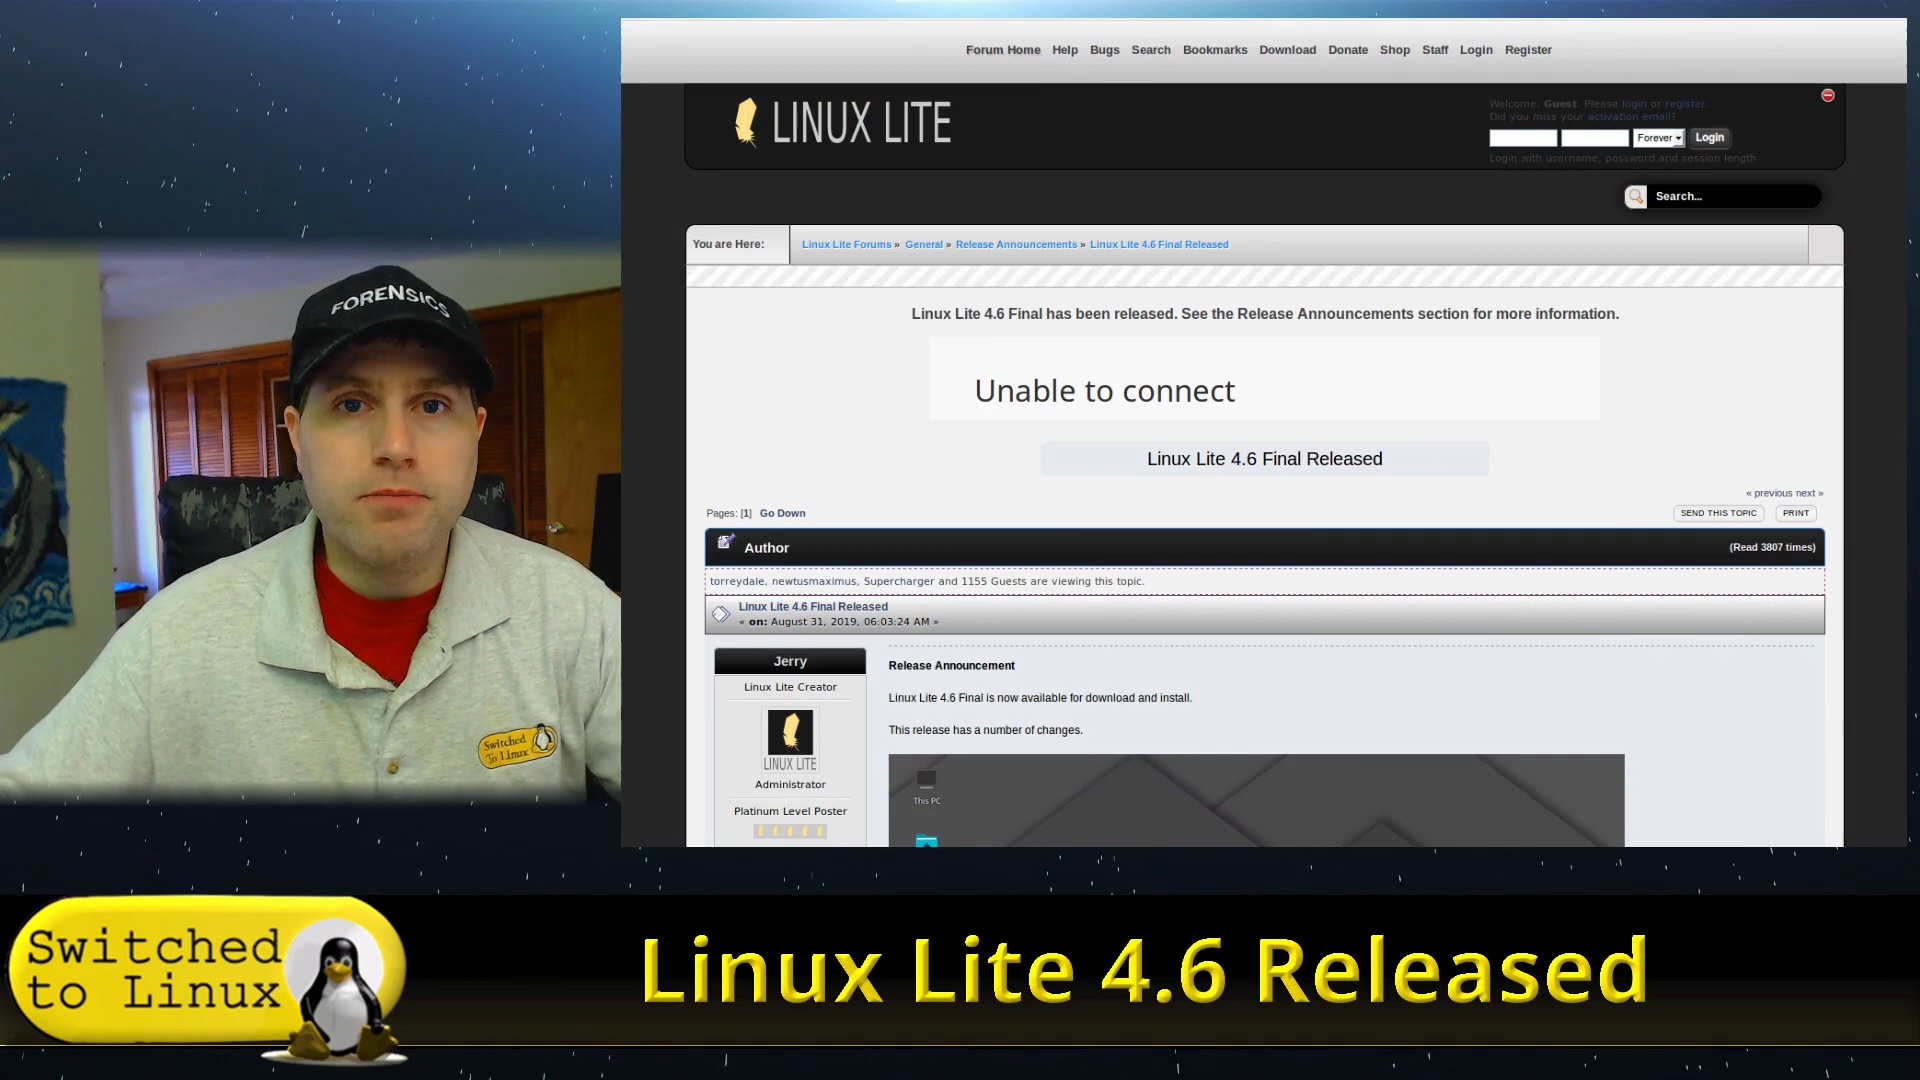 Forum Home Help Bugs Search Bookmarks Download Donate Shop Staff Login Register
LINUX LITE
Welcome, Guest. Please login or register.
Did you miss your activation email?
Forever
Login
Login with username, password and session length
Search...
You are Here:
Linux Lite Forums » General » Release Announcements » Linux Lite 4.6 Final Released
Linux Lite 4.6 Final has been released. See the Release Announcements section for more information.
Unable to connect
Linux Lite 4.6 Final Released
« previous next »
Pages: [1] Go Down
SEND THIS TOPIC PRINT
Author
(Read 3807 times)
torreydale, newtusmaximus, Supercharger and 1155 Guests are viewing this topic.
Linux Lite 4.6 Final Released
« on: August 31, 2019, 06:03:24 AM »
Jerry
Linux Lite Creator
LINUX LITE
Administrator
Platinum Level Poster
Release Announcement
Linux Lite 4.6 Final is now available for download and install.
This release has a number of changes.
This PC
FORENSICS
Switched
To Linux
Switched
to Linux
Linux Lite 4.6 Released